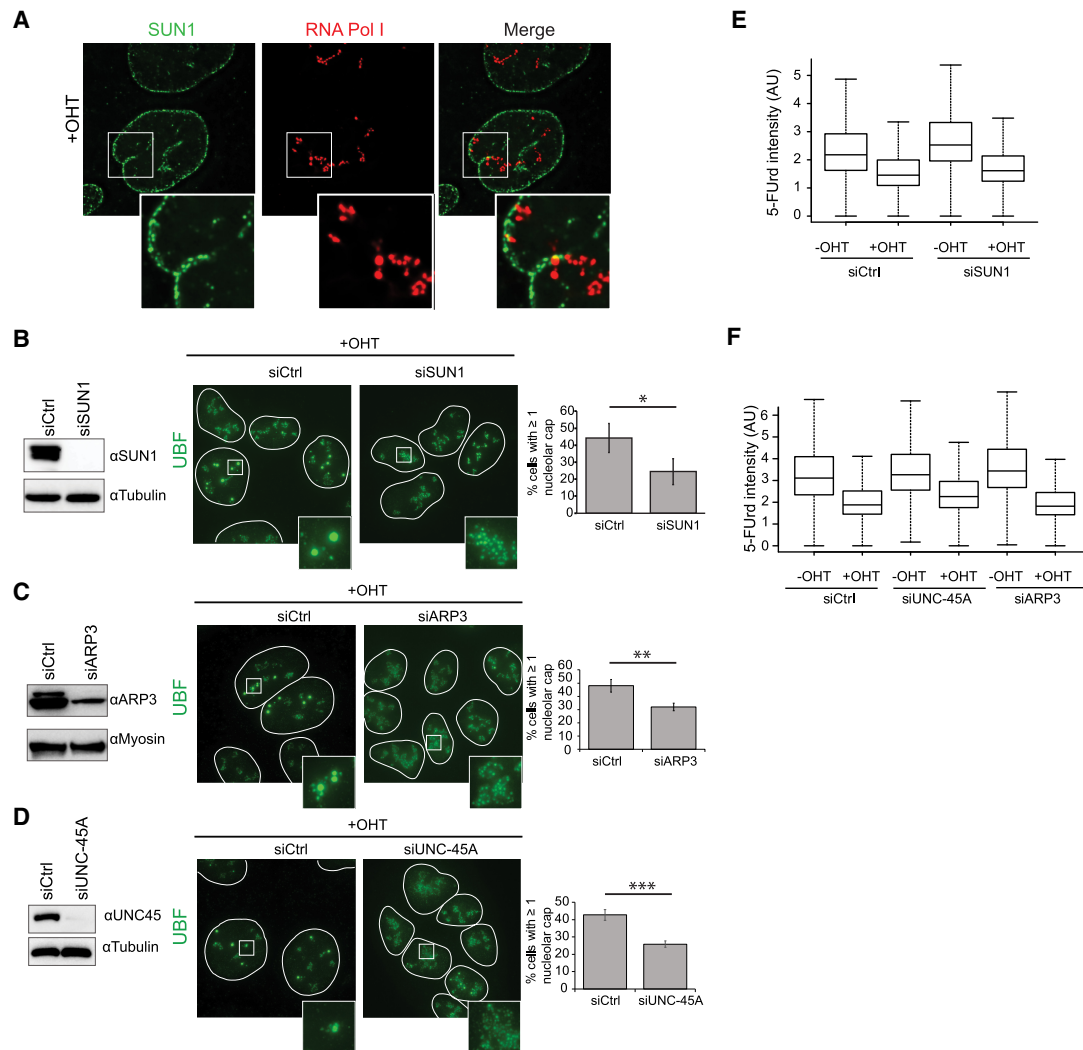 A
SUN1
RNA Pol I
Merge
+OHT
B
+OHT
siCtrl
siSUN1
siCtrl
siSUN1
αSUN1
αTubulin
UBF
% cells with ≥ 1
nucleolar cap
60
50
40
30
20
10
0
*
siCtrl
siSUN1
C
+OHT
siCtrl
siARP3
siCtrl
siARP3
αARP3
αMyosin
UBF
% cells with ≥ 1
nucleolar cap
60
50
40
30
20
10
0
**
siCtrl
siARP3
D
+OHT
siCtrl
siUNC-45A
siCtrl
siUNC-45A
αUNC45
αTubulin
UBF
% cells with ≥ 1
nucleolar cap
50
40
30
20
10
0
***
siCtrl
siUNC-45A
E
5-FUrd intensity (AU)
5
4
3
2
1
0
-OHT +OHT -OHT +OHT
siCtrl siSUN1
F
5-FUrd intensity (AU)
7
6
5
4
3
2
1
0
-OHT +OHT -OHT +OHT -OHT +OHT
siCtrl siUNC-45A siARP3